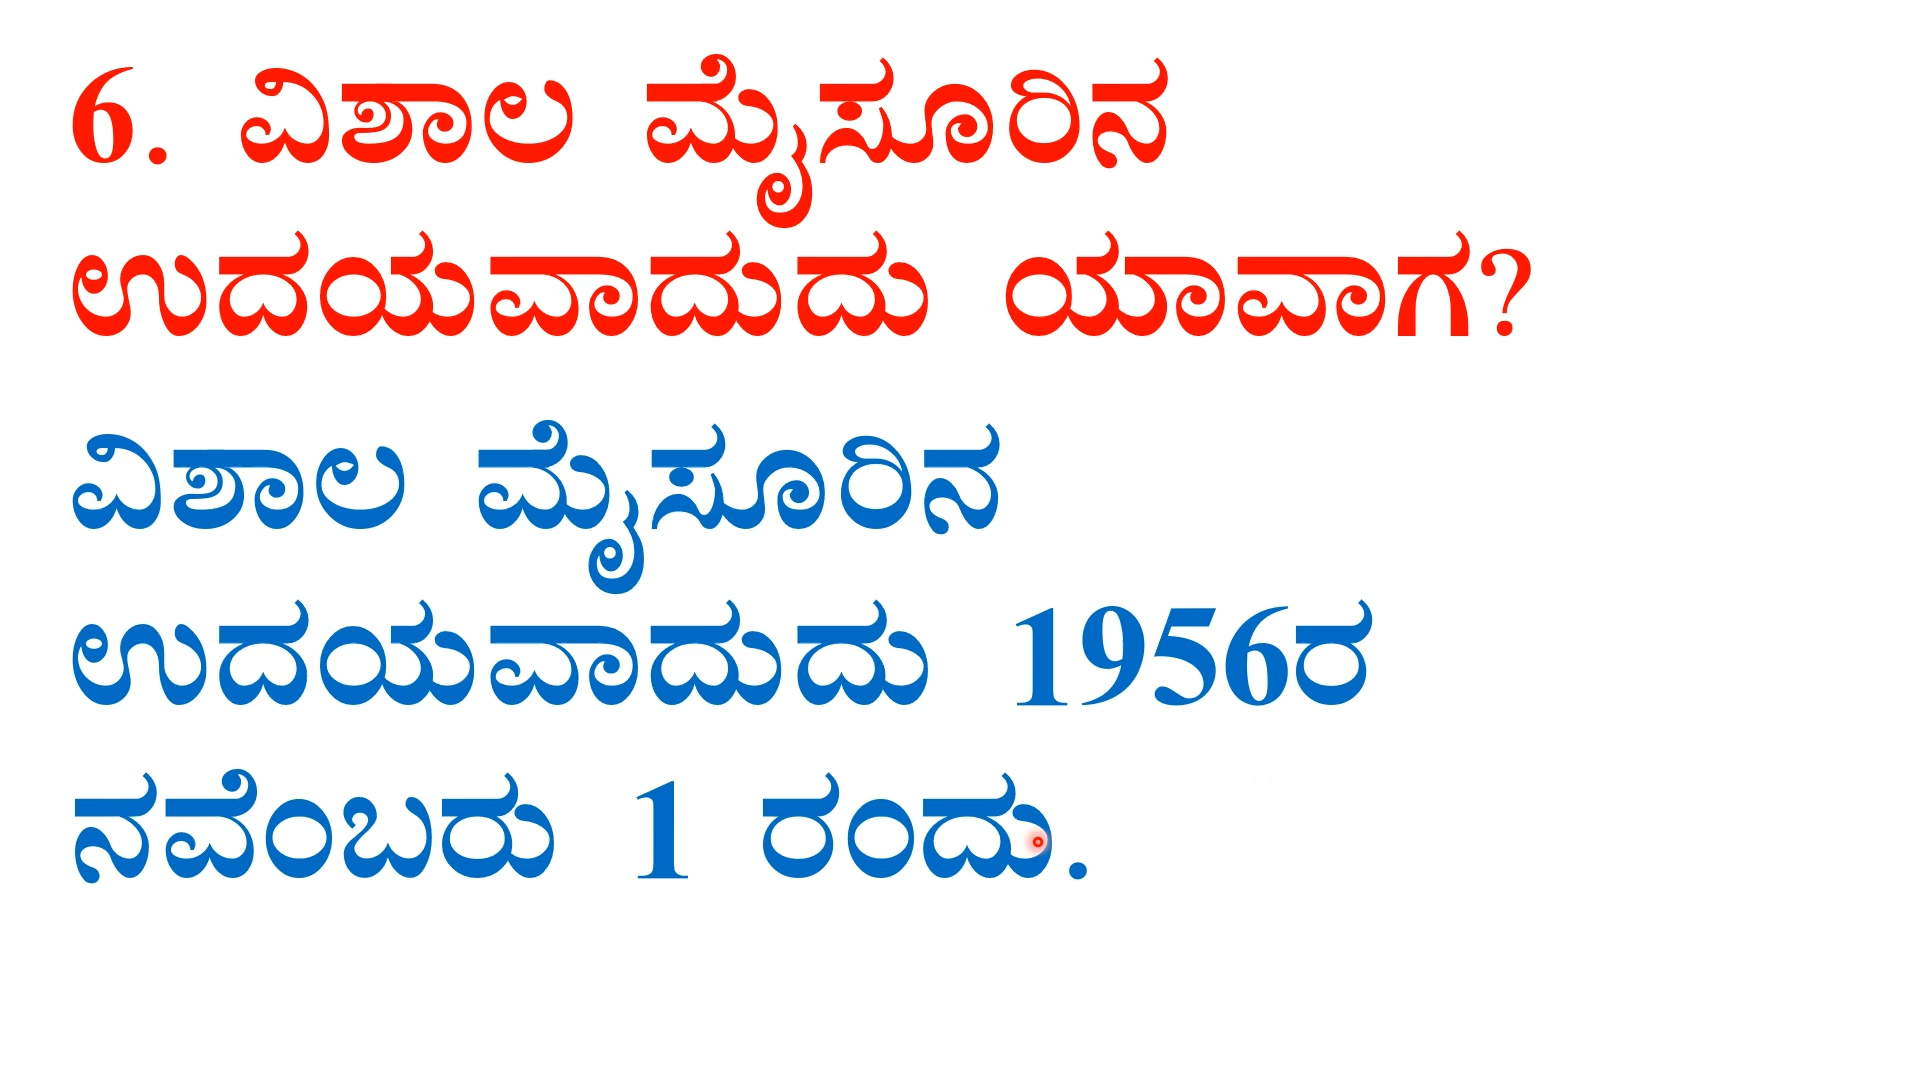 6. ವಿಶಾಲ ಮೈಸೂರಿನ
ಉದಯವಾದುದು ಯಾವಾಗ?
ವಿಶಾಲ ಮೈಸೂರಿನ
ಉದಯವಾದುದು 1956ರ
ನವೆಂಬರು 1 ರಂದು.